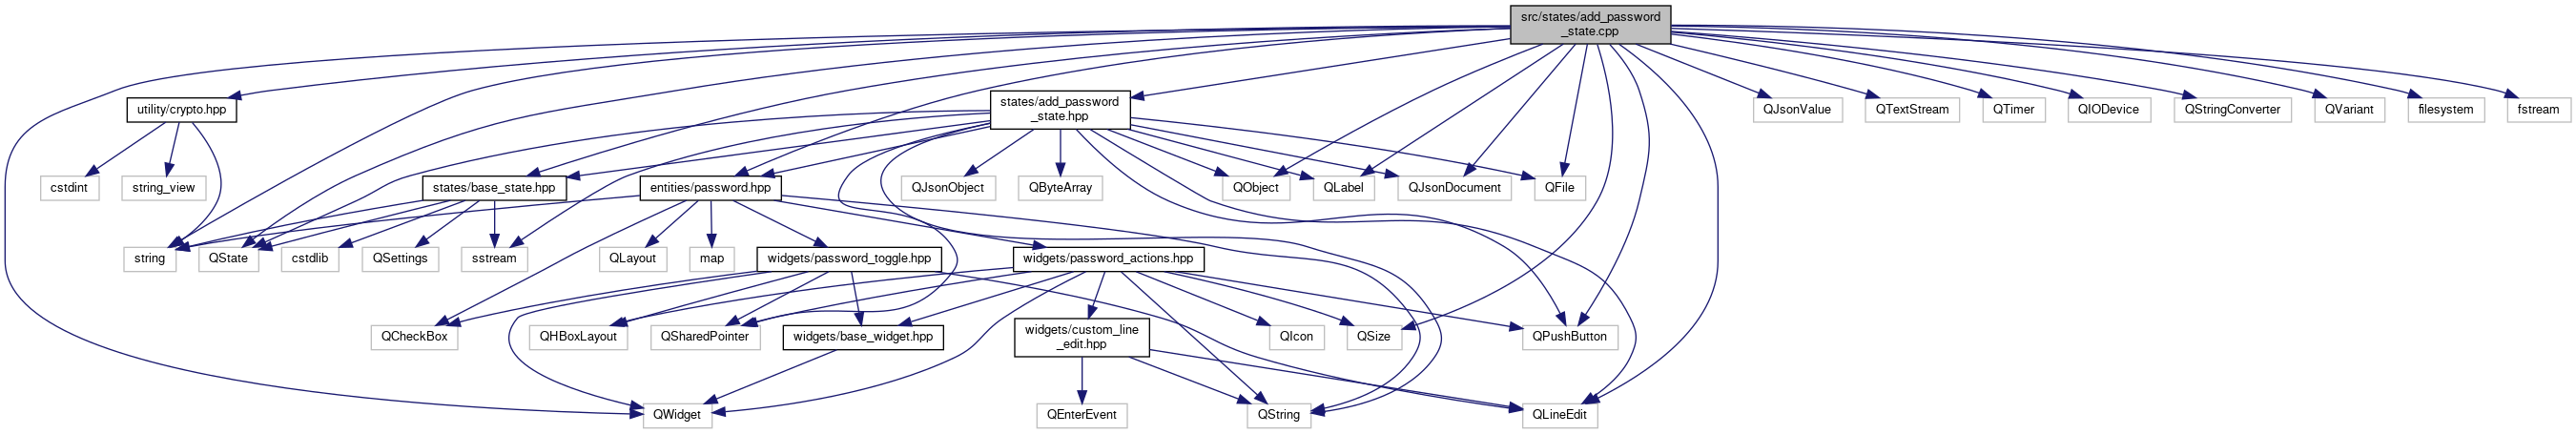 src/states/add_password
_state.cpp
utility/crypto.hpp
states/add_password
_state.hpp
QJsonValue
QTextStream
QTimer
QIODevice
QStringConverter
QVariant
filesystem
fstream
cstdint
string_view
states/base_state.hpp
entities/password.hpp
QJsonObject
QByteArray
QObject
QLabel
QJsonDocument
QFile
string
QState
cstdlib
QSettings
sstream
QLayout
map
widgets/password_toggle.hpp
widgets/password_actions.hpp
QCheckBox
QHBoxLayout
QSharedPointer
widgets/base_widget.hpp
widgets/custom_line
_edit.hpp
QIcon
QSize
QPushButton
QWidget
QEnterEvent
QString
QLineEdit